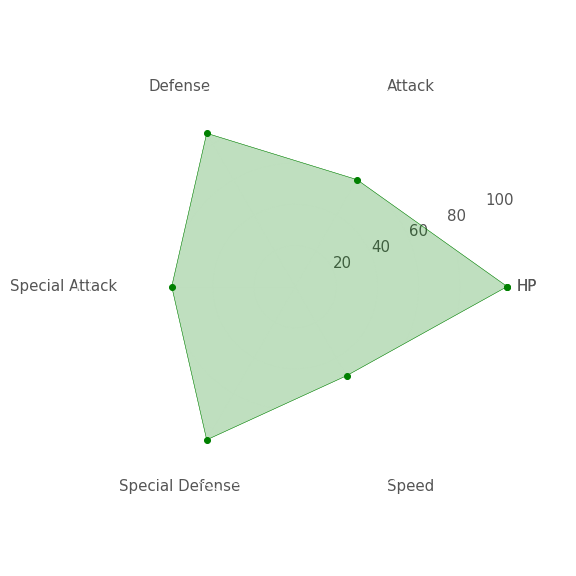 Defense
Attack
100
80
60
40
20
Special Attack
HP
Special Defense
Speed